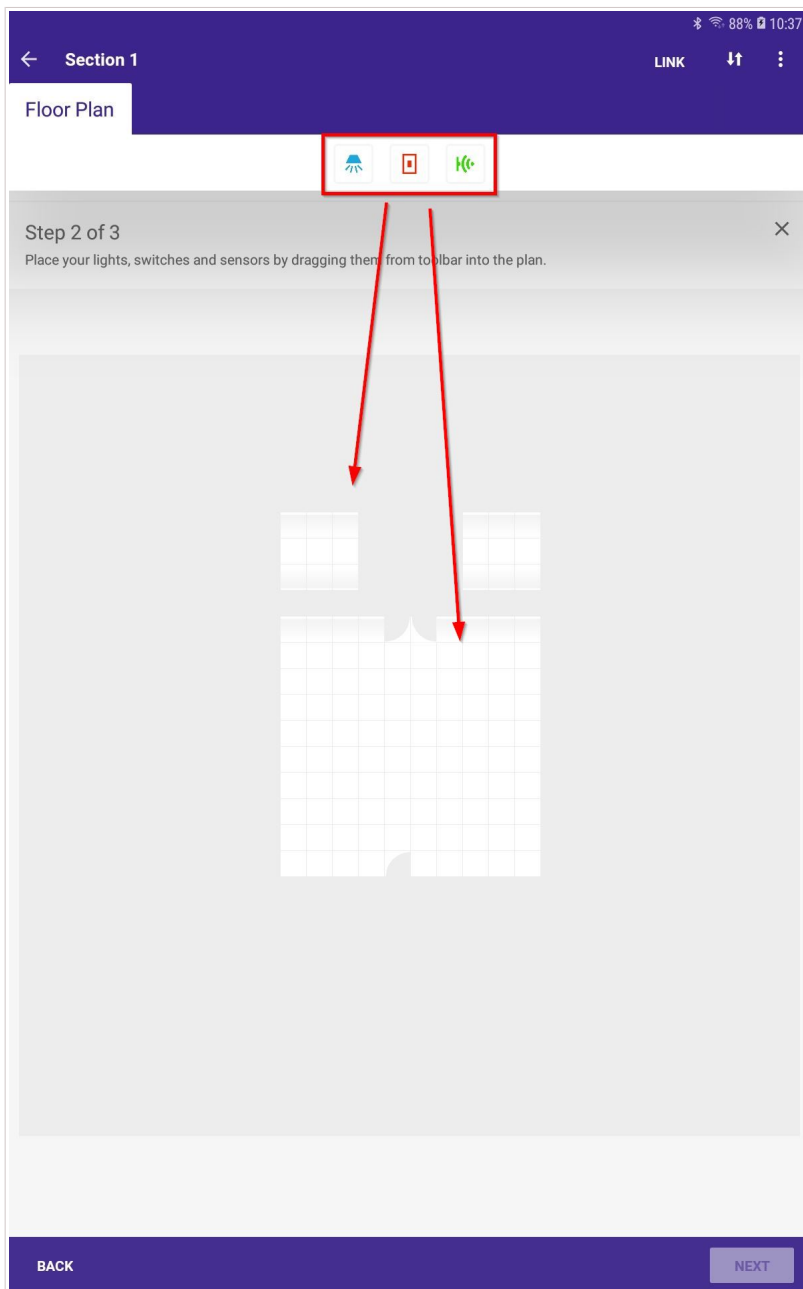 88% 10:37
Section 1 LINK
Floor Plan
Step 2 of 3
Place your lights, switches and sensors by dragging them from toolbar into the plan.
BACK NEXT